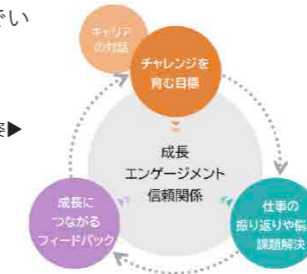 でい
キャリア
の対話
チャレンジを
育む目標
▶
成長
エンゲージメント
信頼関係
成長に
つながる
フィードバック
仕事の
振り返りや悩
課題解決